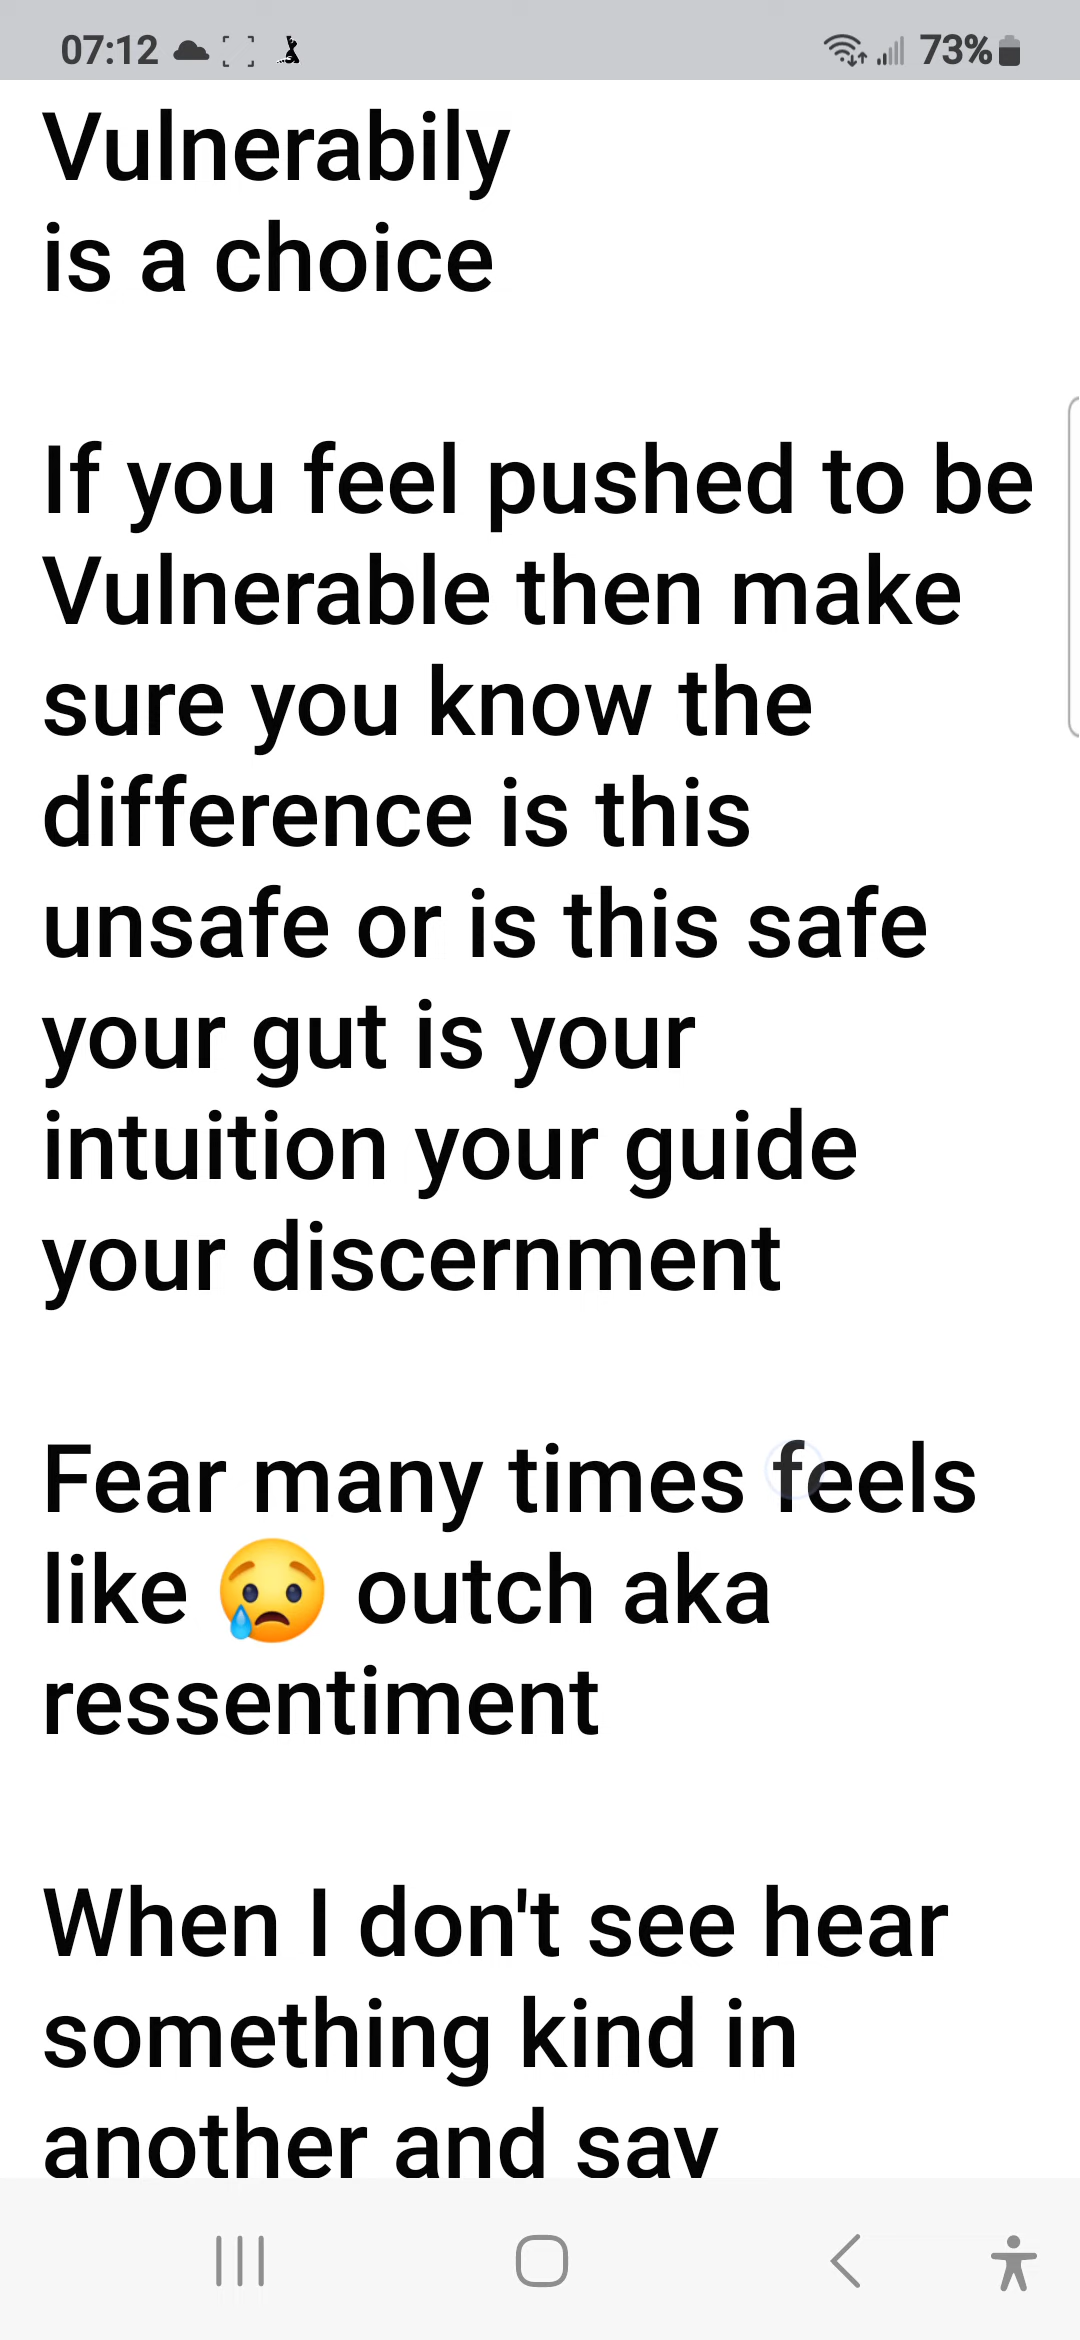 07:12 73%
Vulnerabily
is a choice
If you feel pushed to be
Vulnerable then make
sure you know the
difference is this
unsafe or is this safe
your gut is your
intuition your guide
your discernment
Fear many times feels
like 😢 outch aka
ressentiment
When I don't see hear
something kind in
another and say